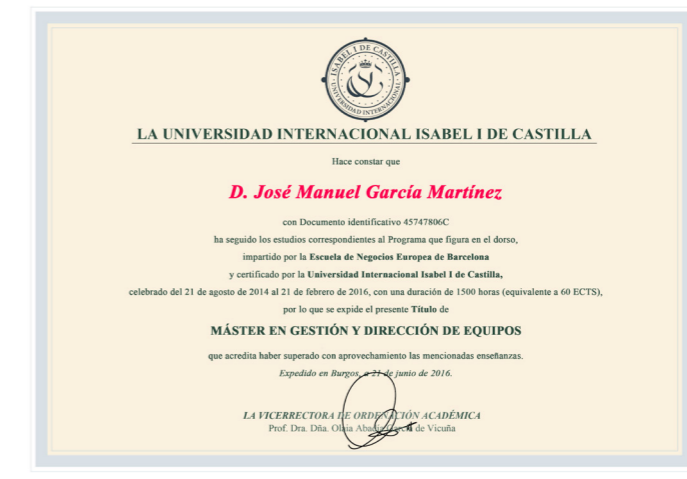 ISABEL I DE CASTILLA
UNIVERSIDAD INTERNACIONAL
LA UNIVERSIDAD INTERNACIONAL ISABEL I DE CASTILLA
Hace constar que
D. José Manuel García Martínez
con Documento identificativo 45747806C
ha seguido los estudios correspondientes al Programa que figura en el dorso,
impartido por la Escuela de Negocios Europea de Barcelona
y certificado por la Universidad Internacional Isabel I de Castilla,
celebrado del 21 de agosto de 2014 al 21 de febrero de 2016, con una duración de 1500 horas (equivalente a 60 ECTS),
por lo que se expide el presente Título de
MÁSTER EN GESTIÓN Y DIRECCIÓN DE EQUIPOS
que acredita haber superado con aprovechamiento las mencionadas enseñanzas.
Expedido en Burgos, a 21 de junio de 2016.
LA VICERRECTORA DE ORDENACIÓN ACADÉMICA
Prof. Dra. Dña. Olaia Abadía García de Vicuña